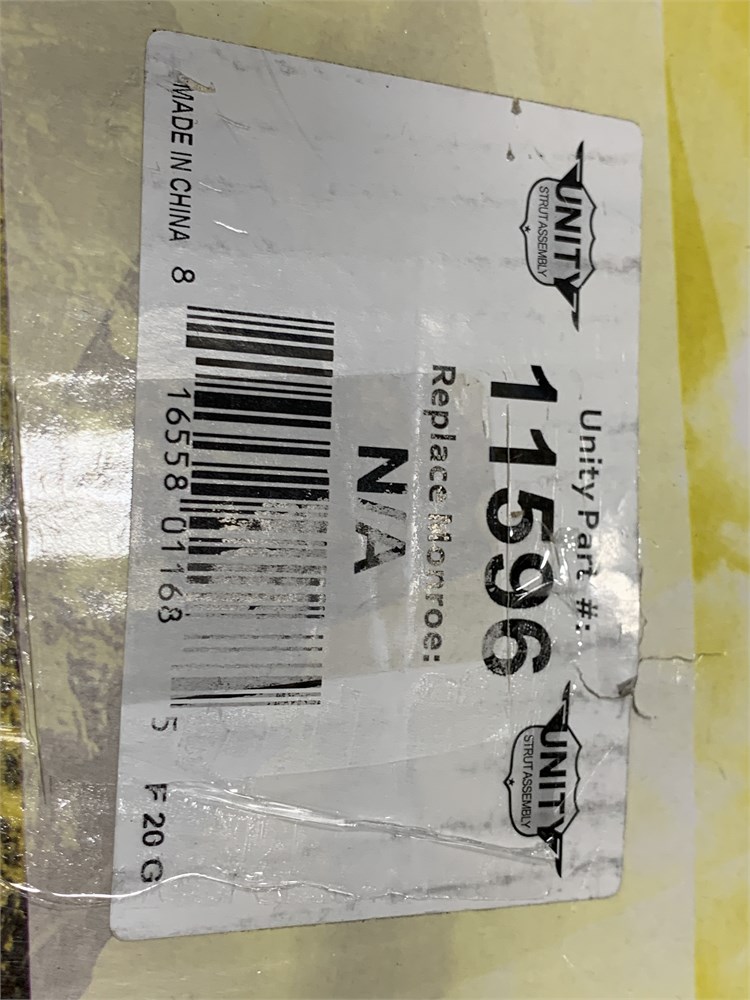 UNITY
STRUT ASSEMBLY
Unity Part #:
11596
UNITY
STRUT ASSEMBLY
Replace Monroe:
N/A
MADE IN CHINA
8 16558 01168 5
F 20 G